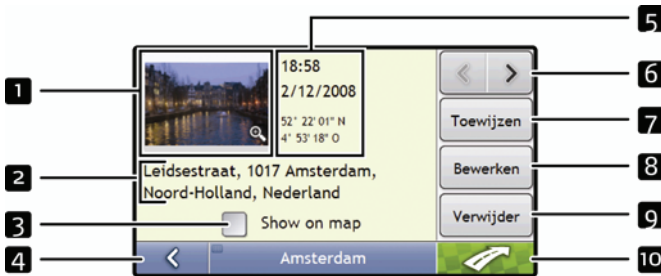 5
18:58
2/12/2008
52° 22' 01" N
4° 53' 18" O
1
6
Toewijzen
7
Leidsestraat, 1017 Amsterdam,
Noord-Holland, Nederland
2
Bewerken
8
3
Show on map
Verwijder
9
4
Amsterdam
10